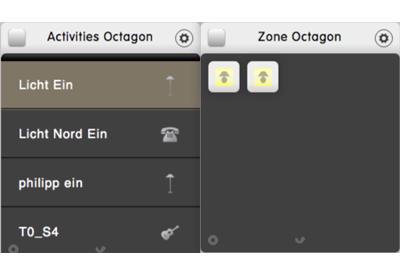 Activities Octagon
Zone Octagon
Licht Ein
Licht Nord Ein
philipp ein
T0_S4